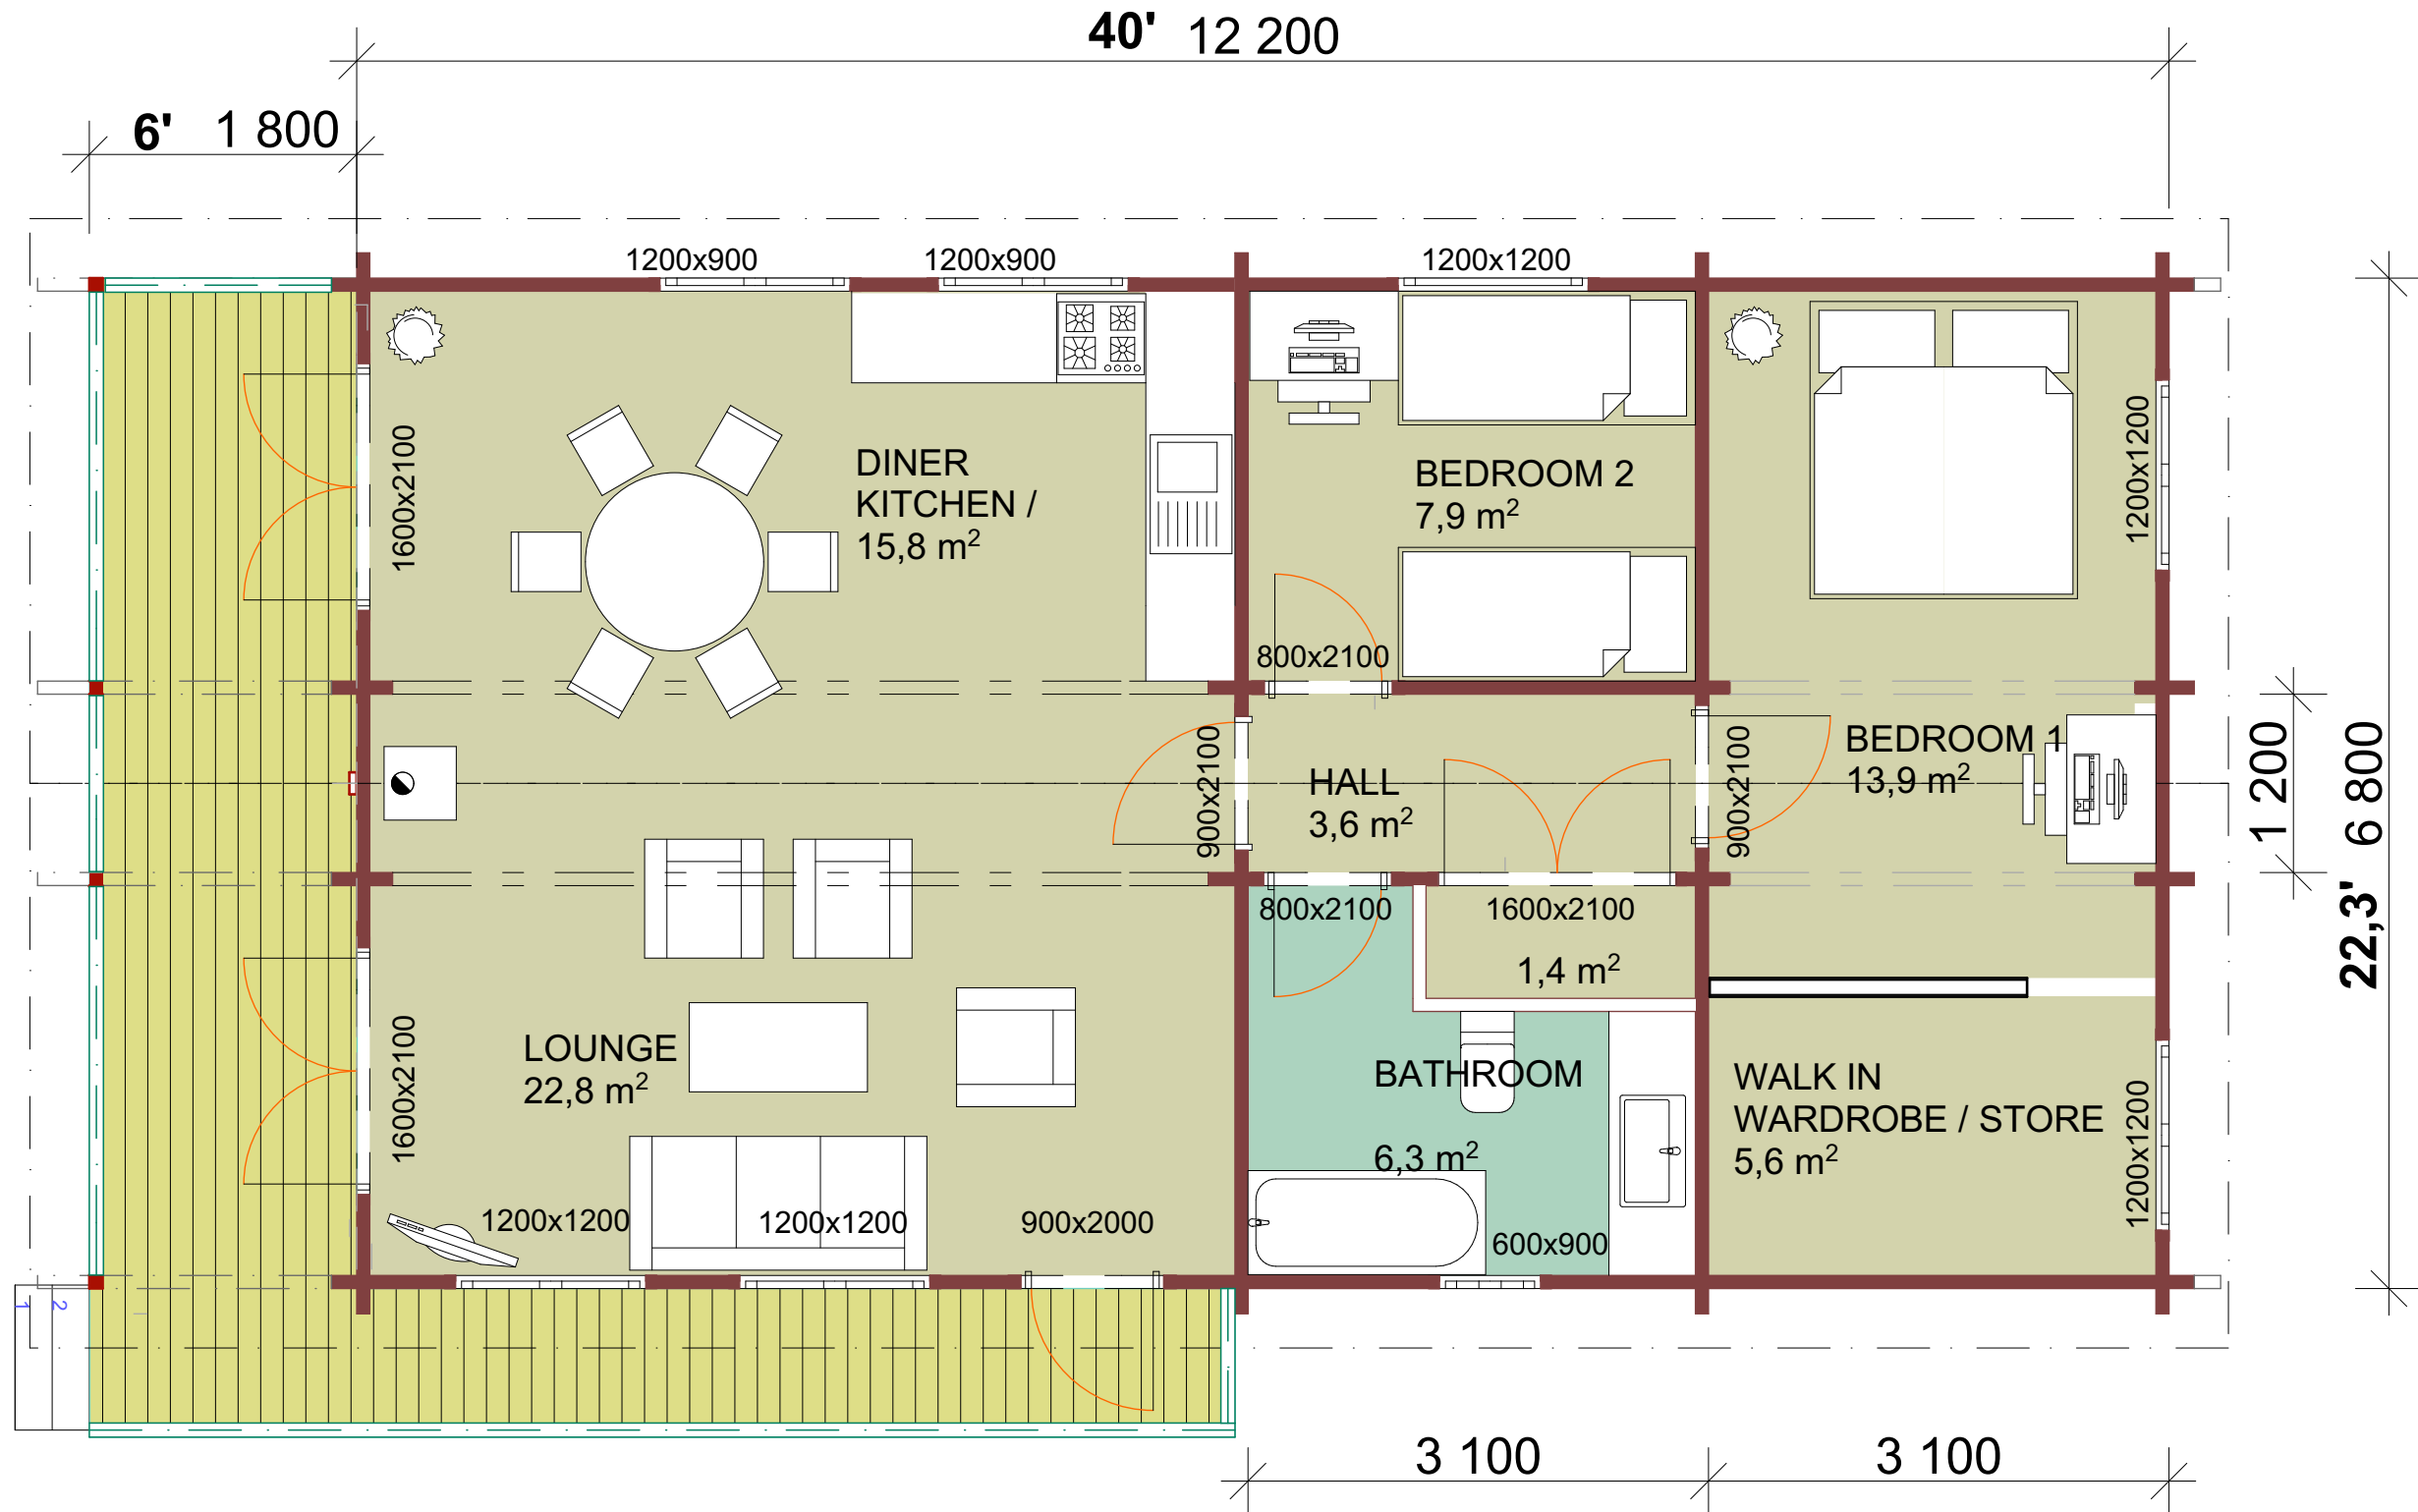 40' 12 200
6' 1 800
1200x900
1200x900
1200x1200
1600x2100
DINER
KITCHEN /
15,8 m²
BEDROOM 2
7,9 m²
1200x1200
800x2100
900x2100
HALL
3,6 m²
900x2100
BEDROOM 1
13,9 m²
1 200
22,3' 6 800
800x2100
1600x2100
1,4 m²
1600x2100
LOUNGE
22,8 m²
BATHROOM
6,3 m²
WALK IN
WARDROBE / STORE
5,6 m²
1200x1200
1200x1200
1200x1200
900x2000
600x900
1 2
3 100
3 100